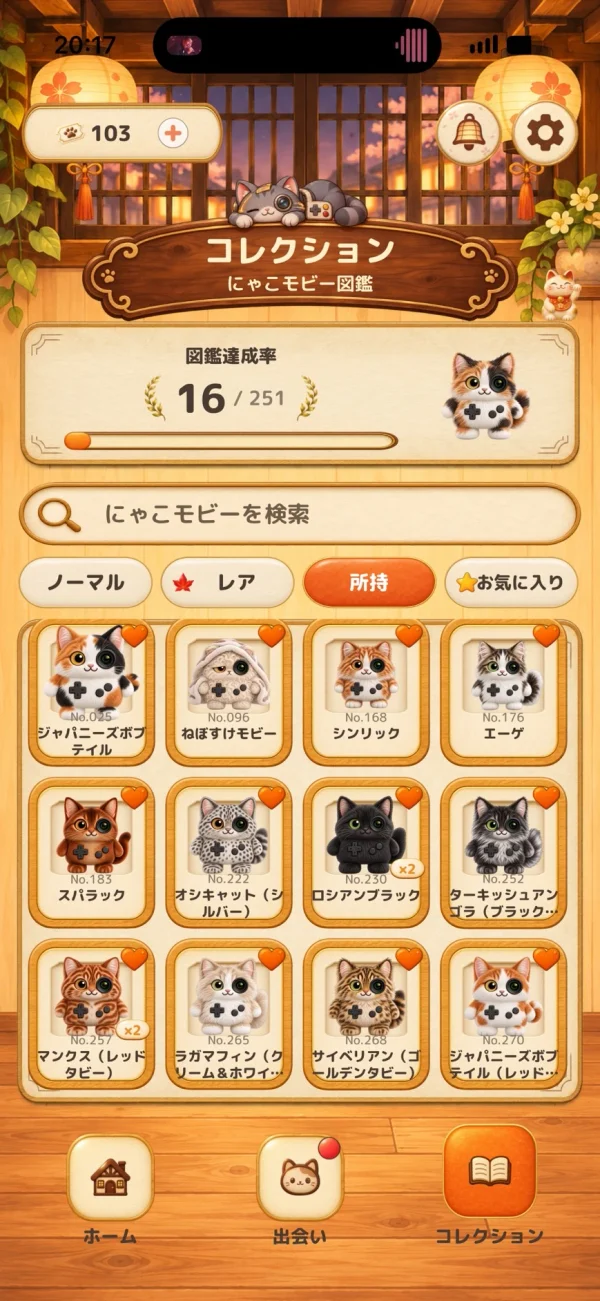 20:17
103
コレクション
にゃこモビー図鑑
図鑑達成率
16 / 251
にゃこモビーを検索
ノーマル
レア
所持
お気に入り
No.025
ジャパニーズボブ
テイル
No.096
ねぼすけモビー
No.168
シンリック
No.176
エーゲ
No.183
スパラック
No.222
オシキャット（シ
ルバー）
×2
No.230
ロシアンブラック
No.252
ターキッシュアン
ゴラ（ブラック…
×2
No.257
マンクス（レッド
タビー）
No.265
ラガマフィン（ク
リーム＆ホワイ…
No.268
サイベリアン（ゴ
ールデンタビー）
No.270
ジャパニーズボブ
テイル（レッド…
ホーム
出会い
コレクション